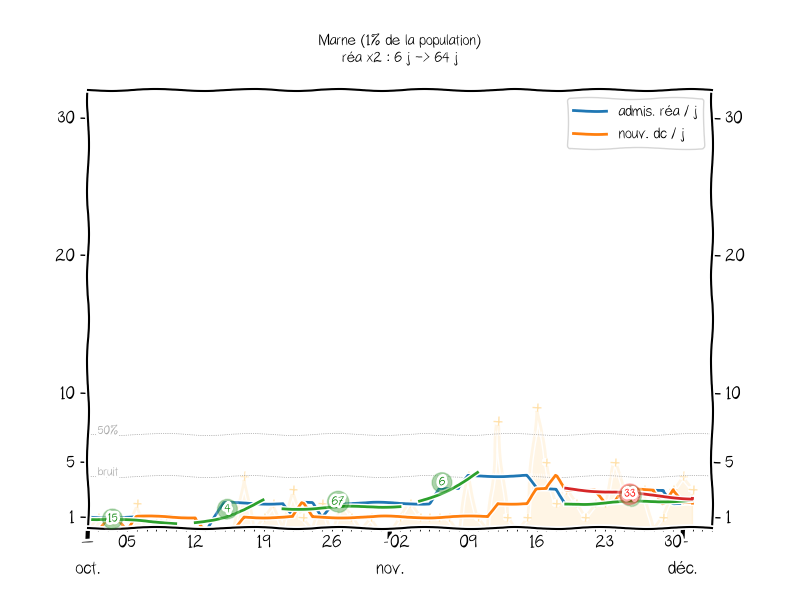 Marne (1% de la population)
réa x2 : 6 j -> 64 j
admis. réa / j
nouv. dc / j
30 30
20 20
10 10
50%
5 5
bruit
1 1
15 4 67 6 33
05 12 19 26 02 09 16 23 30
oct. nov. déc.